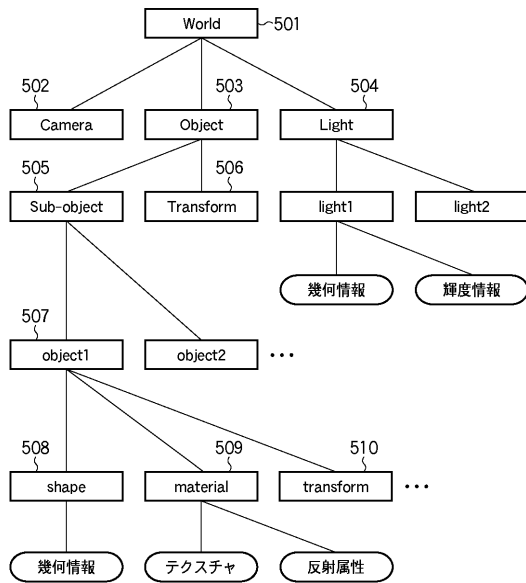 World 501
502 503 504
Camera Object Light
505 506
Sub-object Transform light1 light2
幾何情報 輝度情報
507
object1 object2 ･･･
508 509 510
shape material transform ･･･
幾何情報 テクスチャ 反射属性